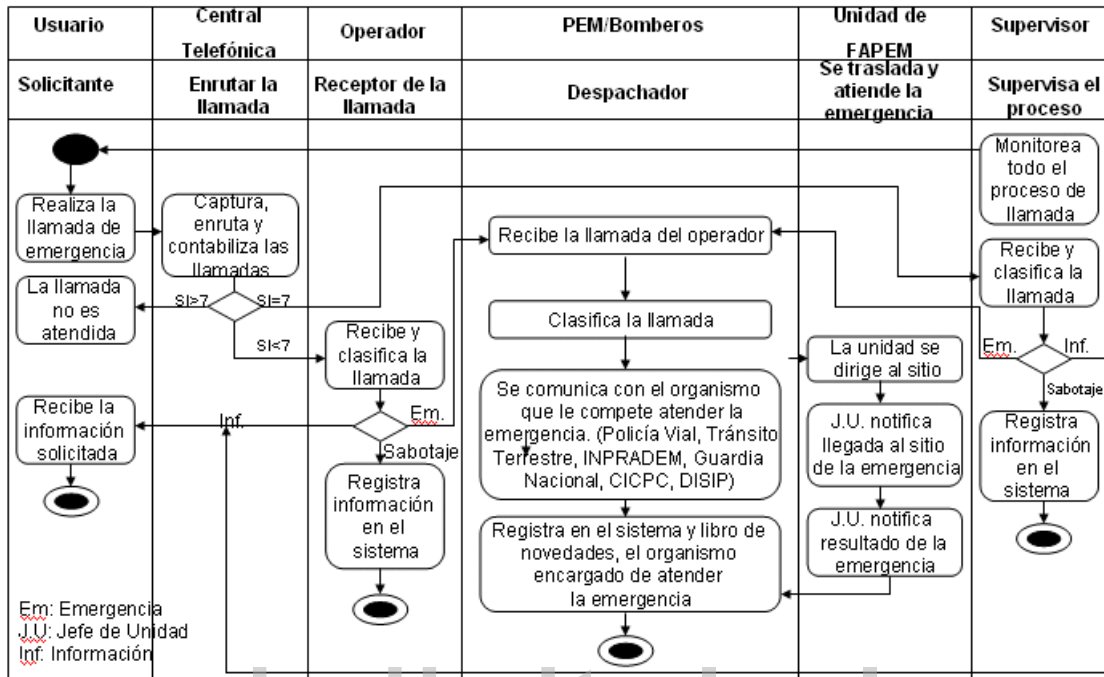 Usuario
Central
Telefónica
Operador
PEM/Bomberos
Unidad de
FAPEM
Supervisor
Solicitante
Enrutar la
llamada
Receptor de la
llamada
Despachador
Se traslada y
atiende la
emergencia
Supervisa el
proceso
Monitorea
todo el
proceso de
llamada
Realiza la
llamada de
emergencia
Captura,
enruta y
contabiliza las
llamadas
Recibe la llamada del operador
Recibe y
clasifica la
llamada
La llamada
no es
atendida
SI>7
SI=7
SI<7
Clasifica la llamada
Recibe y
clasifica la
llamada
La unidad se
dirige al sitio
Em.
Inf.
Sabotaje
Se comunica con el organismo
que le compete atender la
emergencia. (Policía Vial, Tránsito
Terrestre, INPRADEM, Guardia
Nacional, CICPC, DISIP)
Recibe la
información
solicitada
Inf.
Em.
Sabotaje
J.U. notifica
llegada al sitio
de la emergencia
Registra
información
en el
sistema
Registra
información
en el
sistema
Registra en el sistema y libro de
novedades, el organismo
encargado de atender
la emergencia
J.U. notifica
resultado de la
emergencia
Em: Emergencia
J.U: Jefe de Unidad
Inf: Información